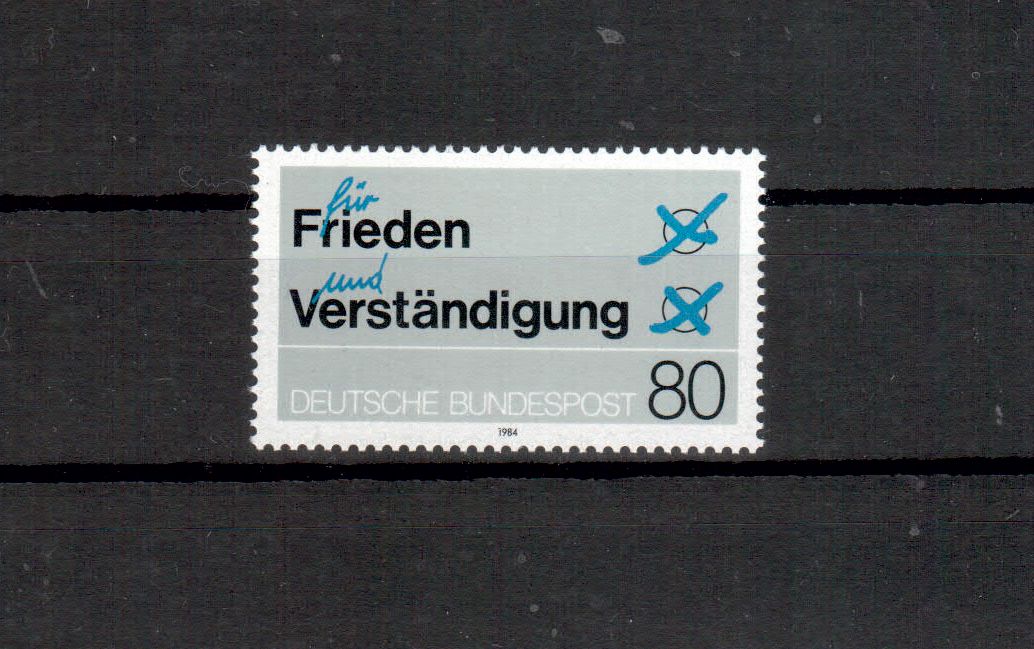 für
Frieden
und
Verständigung
DEUTSCHE BUNDESPOST 80
1984